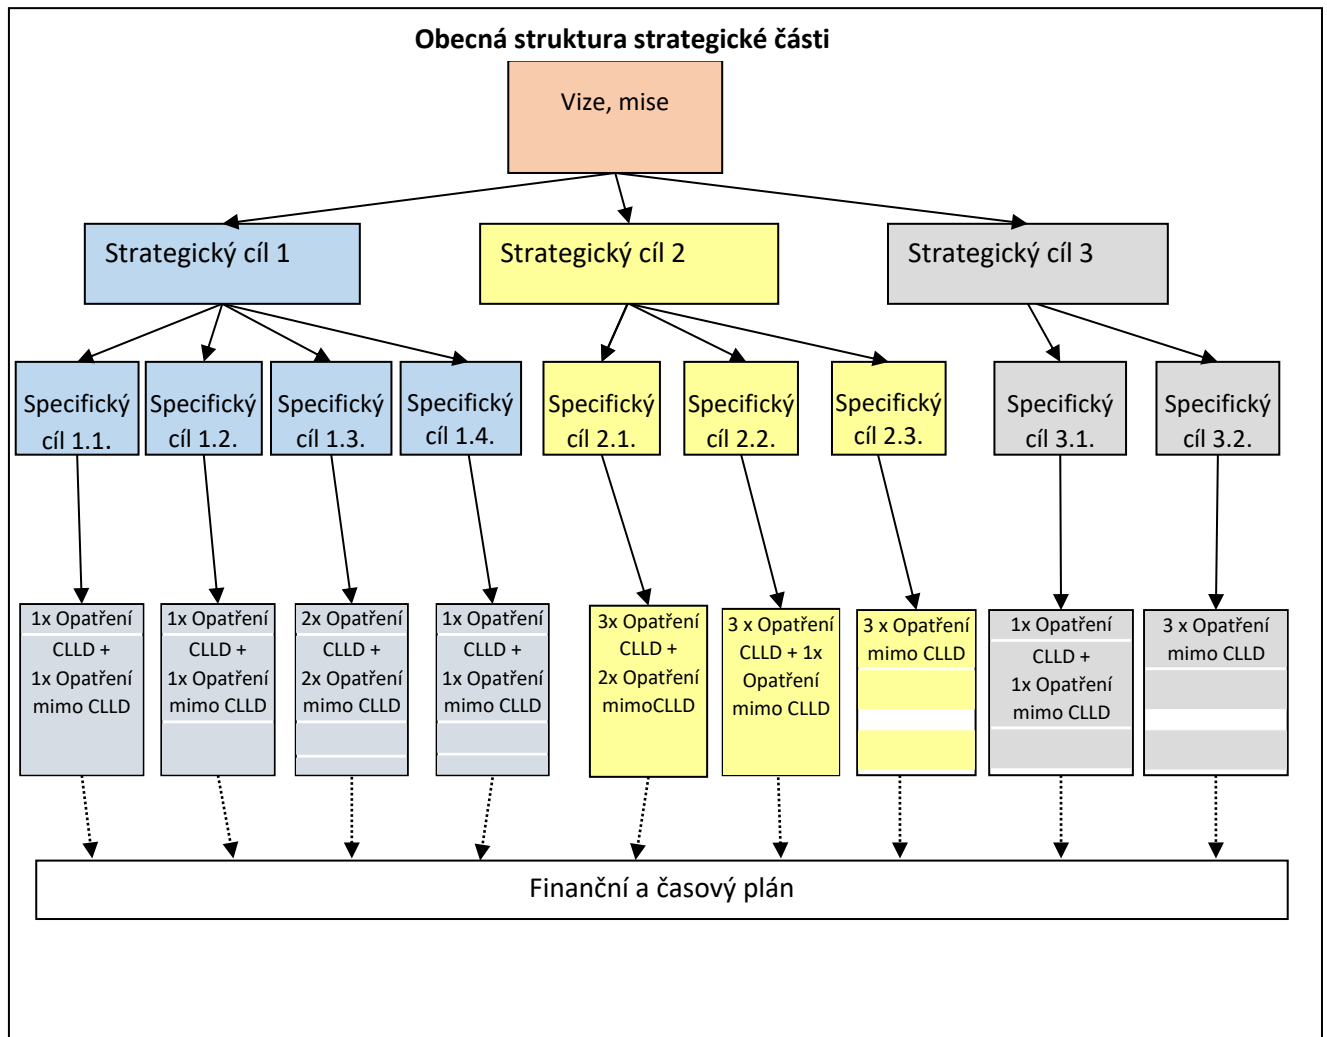 Obecná struktura strategické části
Vize, mise
Strategický cíl 1
Strategický cíl 2
Strategický cíl 3
Specifický
cíl 1.1.
Specifický
cíl 1.2.
Specifický
cíl 1.3.
Specifický
cíl 1.4.
Specifický
cíl 2.1.
Specifický
cíl 2.2.
Specifický
cíl 2.3.
Specifický
cíl 3.1.
Specifický
cíl 3.2.
1x Opatření
CLLD +
1x Opatření
mimo CLLD
1x Opatření
CLLD +
1x Opatření
mimo CLLD
2x Opatření
CLLD +
2x Opatření
mimo CLLD
1x Opatření
CLLD +
1x Opatření
mimo CLLD
3x Opatření
CLLD +
2x Opatření
mimoCLLD
3 x Opatření
CLLD + 1x
Opatření
mimo CLLD
3 x Opatření
mimo CLLD
1x Opatření
CLLD +
1x Opatření
mimo CLLD
3 x Opatření
mimo CLLD
Finanční a časový plán